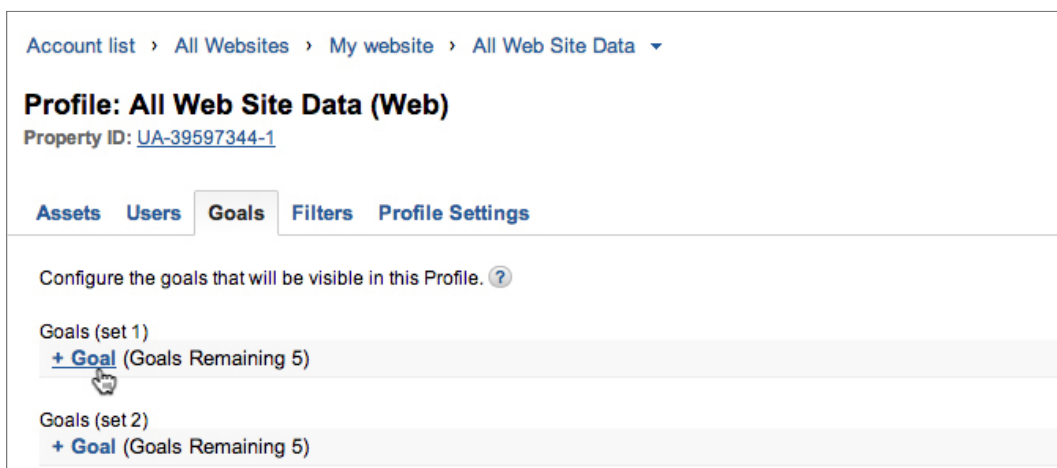 Account list › All Websites › My website › All Web Site Data
Profile: All Web Site Data (Web)
Property ID: UA-39597344-1
Assets Users Goals Filters Profile Settings
Configure the goals that will be visible in this Profile. ?
Goals (set 1)
+ Goal (Goals Remaining 5)
Goals (set 2)
+ Goal (Goals Remaining 5)